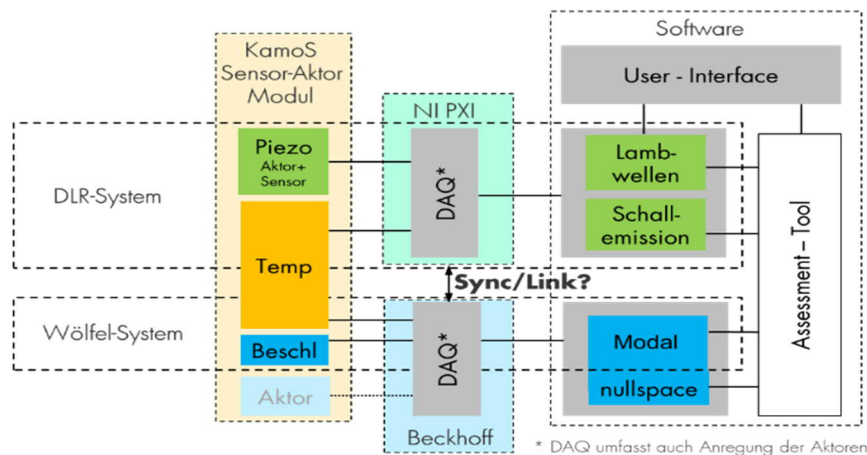 KamoS
Sensor-Aktor
Modul
Software
User - Interface
NI PXI
DLR-System
Piezo
Aktor+
Sensor
DAQ*
Lamb-
wellen
Schall-
emission
Temp
Assessment – Tool
Sync/Link?
Wölfel-System
Beschl
DAQ*
Modal
nullspace
Aktor
Beckhoff
* DAQ umfasst auch Anregung der Aktoren